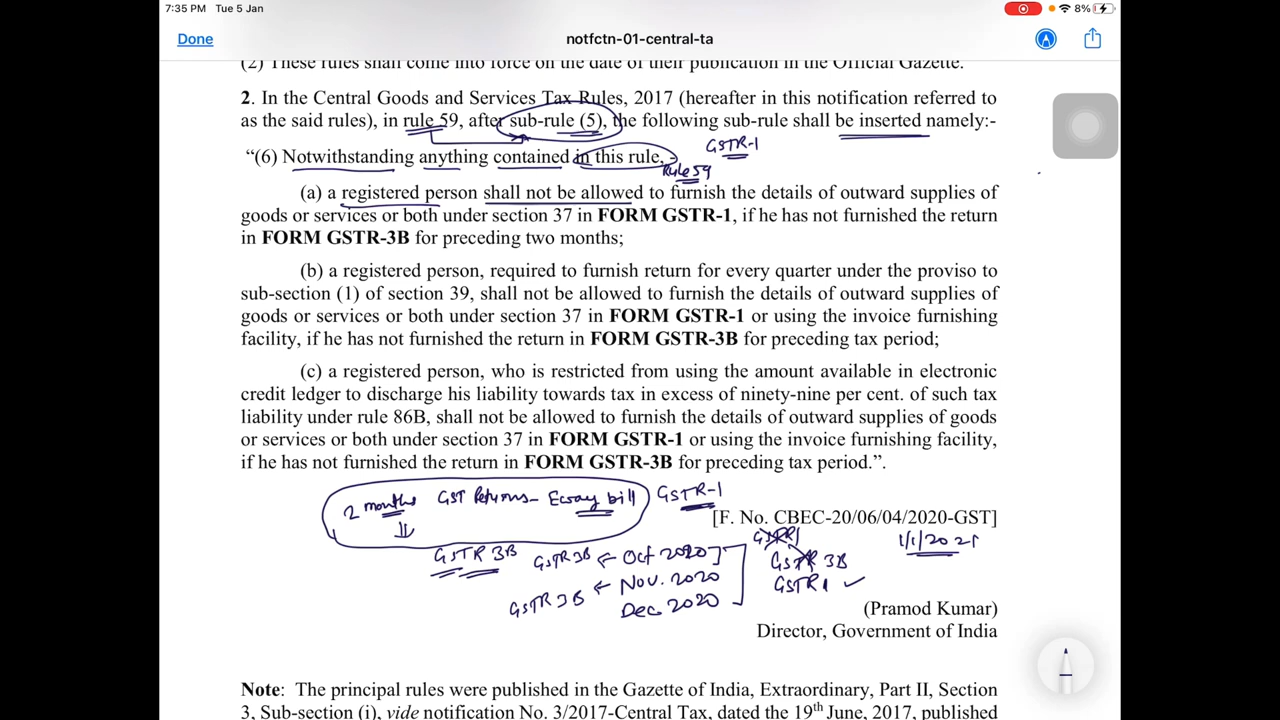 7:35 PM Tue 5 Jan
8%
Done
notfctn-01-central-ta
(2) These rules shall come into force on the date of their publication in the Official Gazette.
2. In the Central Goods and Services Tax Rules, 2017 (hereafter in this notification referred to
as the said rules), in rule 59, after sub-rule (5), the following sub-rule shall be inserted namely:-
GSTR-1
“(6) Notwithstanding anything contained in this rule, -
Rule 59
(a) a registered person shall not be allowed to furnish the details of outward supplies of
goods or services or both under section 37 in FORM GSTR-1, if he has not furnished the return
in FORM GSTR-3B for preceding two months;
(b) a registered person, required to furnish return for every quarter under the proviso to
sub-section (1) of section 39, shall not be allowed to furnish the details of outward supplies of
goods or services or both under section 37 in FORM GSTR-1 or using the invoice furnishing
facility, if he has not furnished the return in FORM GSTR-3B for preceding tax period;
(c) a registered person, who is restricted from using the amount available in electronic
credit ledger to discharge his liability towards tax in excess of ninety-nine per cent. of such tax
liability under rule 86B, shall not be allowed to furnish the details of outward supplies of goods
or services or both under section 37 in FORM GSTR-1 or using the invoice furnishing facility,
if he has not furnished the return in FORM GSTR-3B for preceding tax period.”.
2 months GST Returns- Eway bill GSTR-1
[F. No. CBEC-20/06/04/2020-GST]
GSTR1 1/1/2021
GSTR 3B GSTR3B ← Oct 2020 GSTR 3B
GSTR 3B ← Nov. 2020 GSTR 1 ✓
Dec 2020
(Pramod Kumar)
Director, Government of India
Note: The principal rules were published in the Gazette of India, Extraordinary, Part II, Section
3, Sub-section (i), vide notification No. 3/2017-Central Tax, dated the 19th June, 2017, published